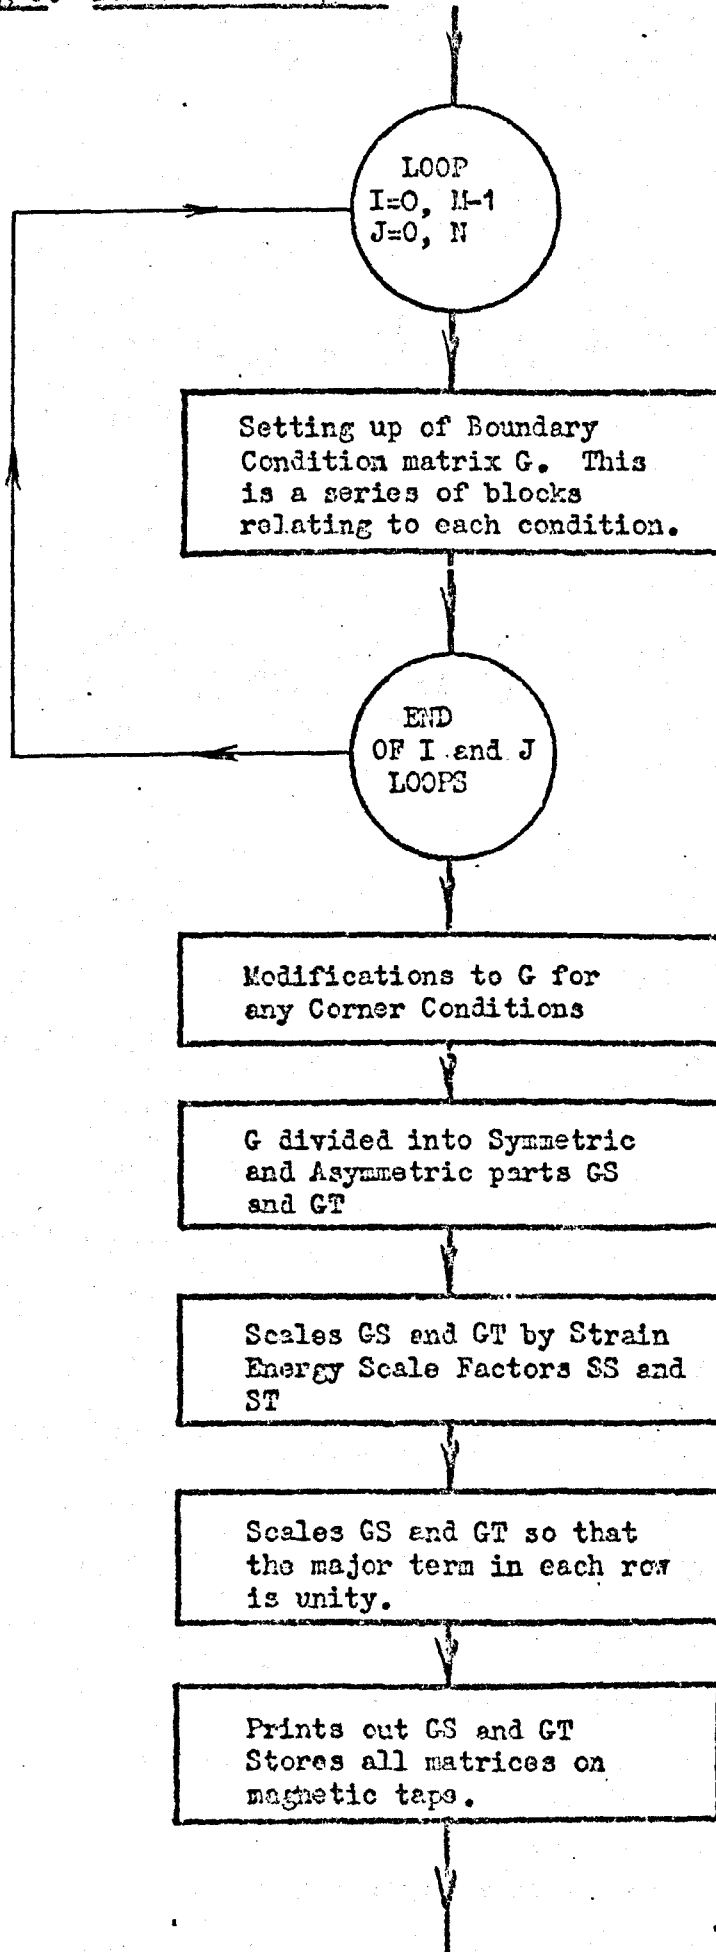 LOOP
I=0, M-1
J=0, N
Setting up of Boundary
Condition matrix G. This
is a series of blocks
relating to each condition.
END
OF I and J
LOOPS
Modifications to G for
any Corner Conditions
G divided into Symmetric
and Asymmetric parts GS
and GT
Scales GS and GT by Strain
Energy Scale Factors SS and
ST
Scales GS and GT so that
the major term in each row
is unity.
Prints out GS and GT
Stores all matrices on
magnetic tape.